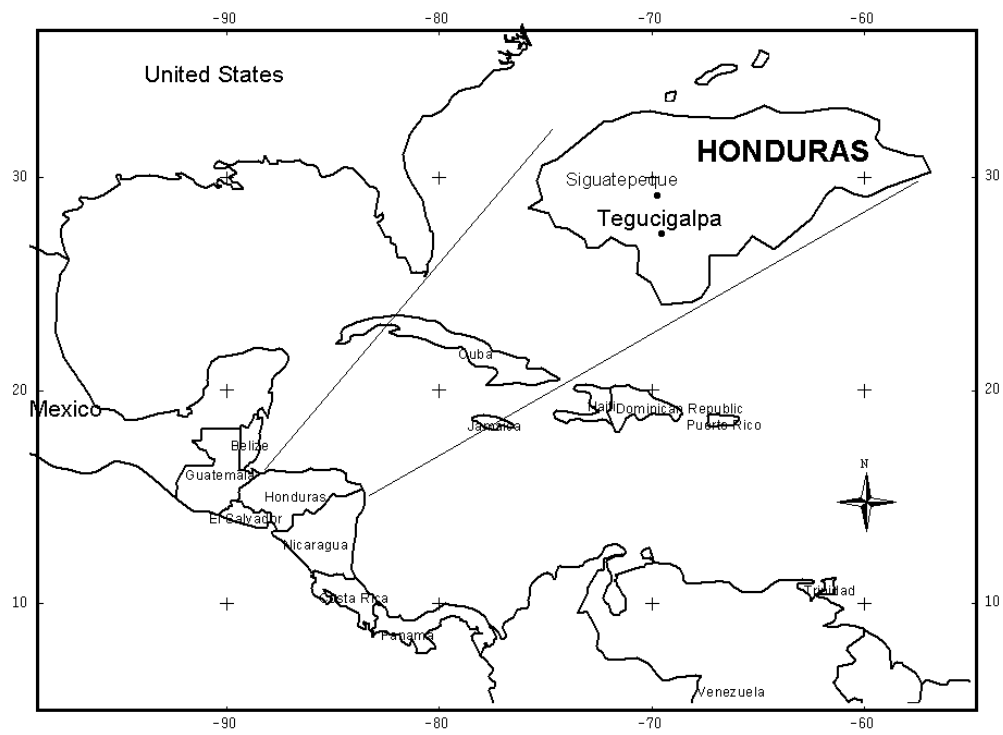 -90 -80 -70 -60
United States
HONDURAS
30 Siguatepeque 30
Tegucigalpa
Cuba
20 20
Mexico Haiti Dominican Republic
Jamaica Puerto Rico
Belize
N
Guatemala
Honduras
El Salvador
Nicaragua
Trinidad
10 Costa Rica 10
Panama
Venezuela
-90 -80 -70 -60